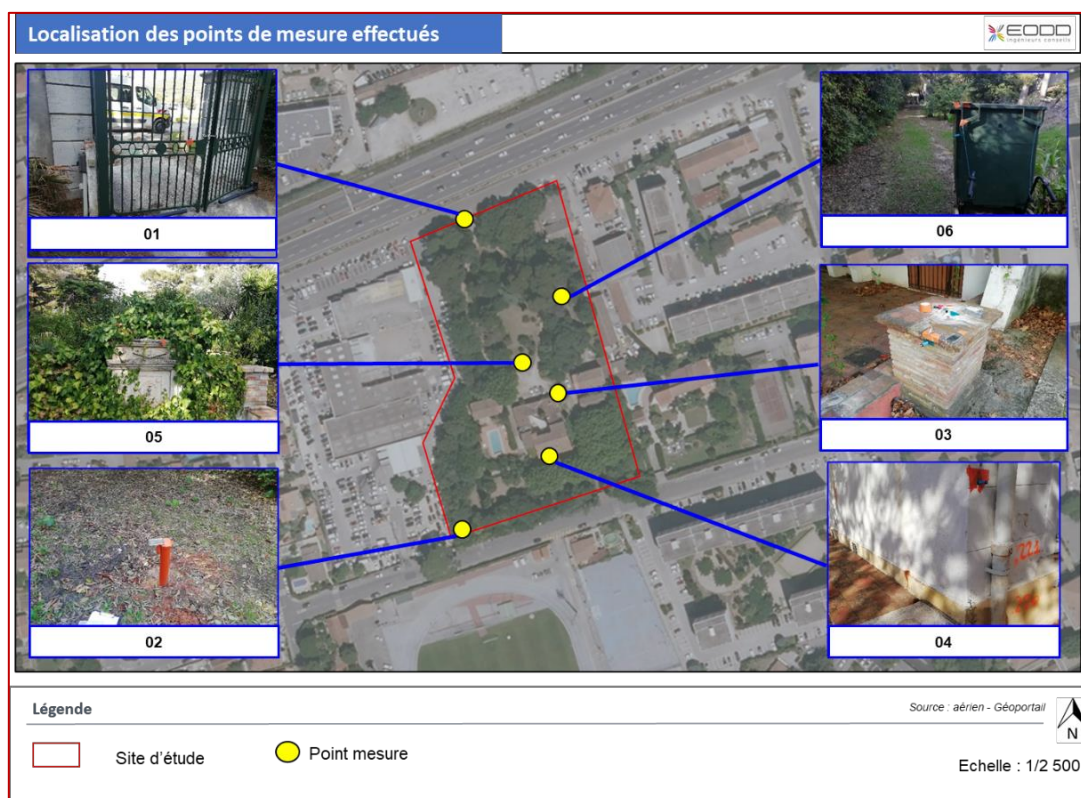 Localisation des points de mesure effectués
EODD
ingénieurs conseils
01
06
05
03
02
04
Légende
Source : aérien - Géoportail
N
Site d'étude
Point mesure
Echelle : 1/2 500